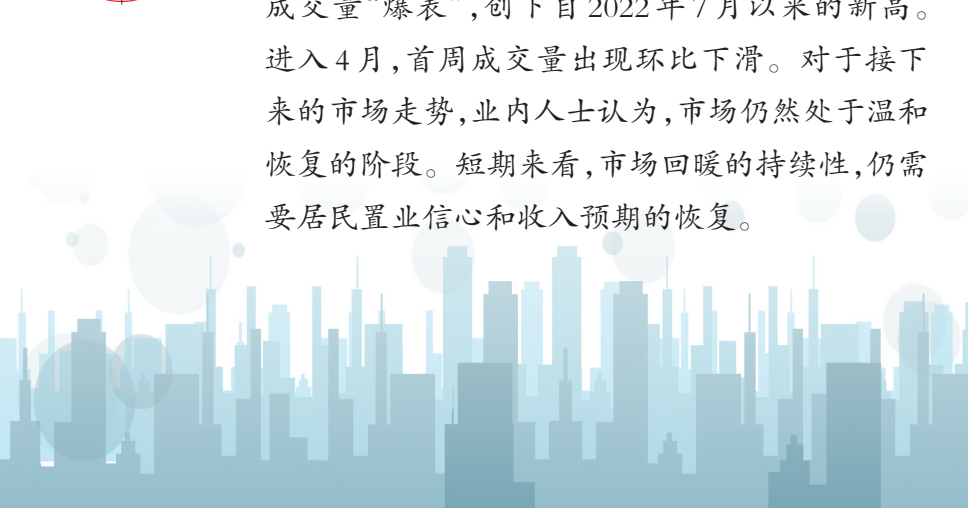 成交量“爆表”,创下自2022年7月以来的新高。
进入4月,首周成交量出现环比下滑。对于接下
来的市场走势,业内人士认为,市场仍然处于温和
恢复的阶段。短期来看,市场回暖的持续性,仍需
要居民置业信心和收入预期的恢复。